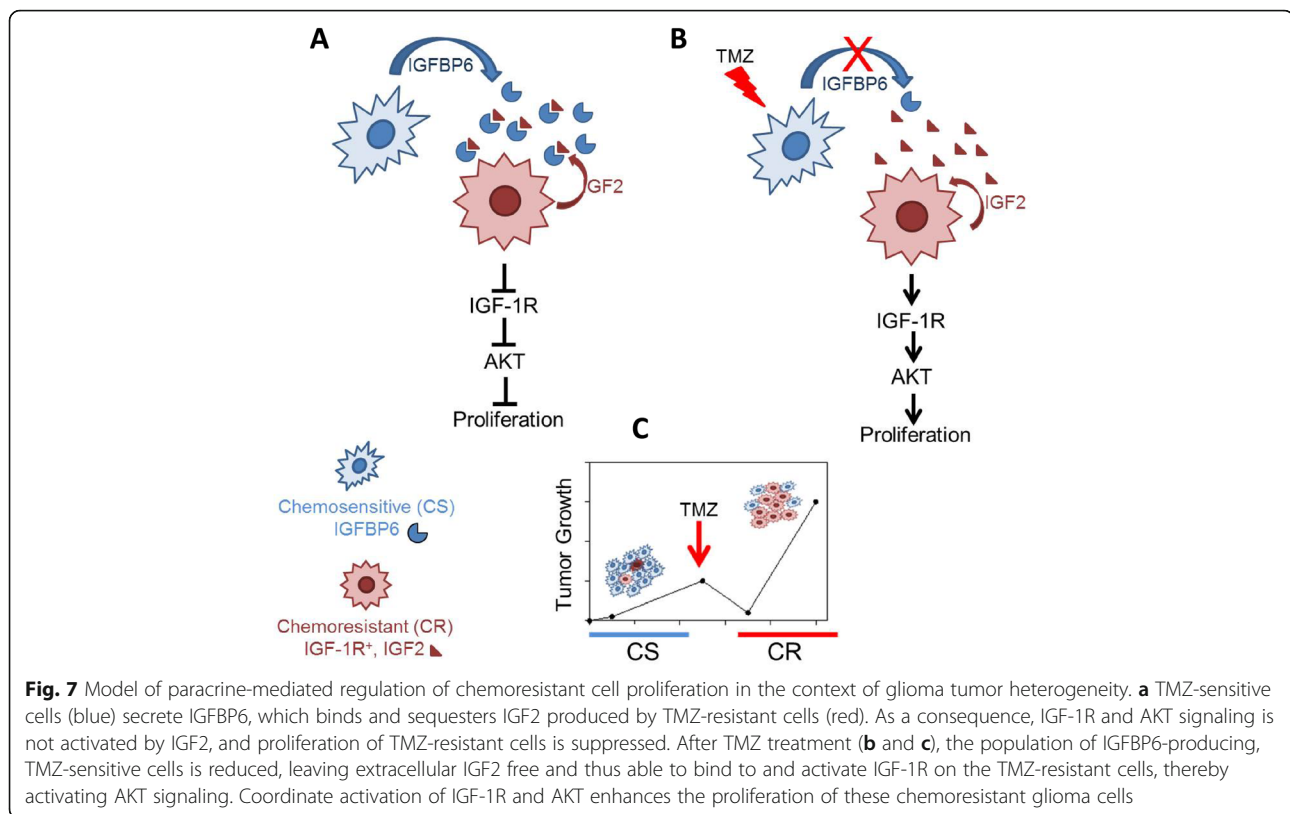 A
IGFBP6
GF2
IGF-1R
AKT
Proliferation
B
TMZ
IGFBP6
IGF2
IGF-1R
AKT
Proliferation
Chemosensitive (CS)
IGFBP6
Chemoresistant (CR)
IGF-1R⁺, IGF2
C
Tumor Growth
TMZ
CS
CR
Fig. 7 Model of paracrine-mediated regulation of chemoresistant cell proliferation in the context of glioma tumor heterogeneity. a TMZ-sensitive
cells (blue) secrete IGFBP6, which binds and sequesters IGF2 produced by TMZ-resistant cells (red). As a consequence, IGF-1R and AKT signaling is
not activated by IGF2, and proliferation of TMZ-resistant cells is suppressed. After TMZ treatment (b and c), the population of IGFBP6-producing,
TMZ-sensitive cells is reduced, leaving extracellular IGF2 free and thus able to bind to and activate IGF-1R on the TMZ-resistant cells, thereby
activating AKT signaling. Coordinate activation of IGF-1R and AKT enhances the proliferation of these chemoresistant glioma cells